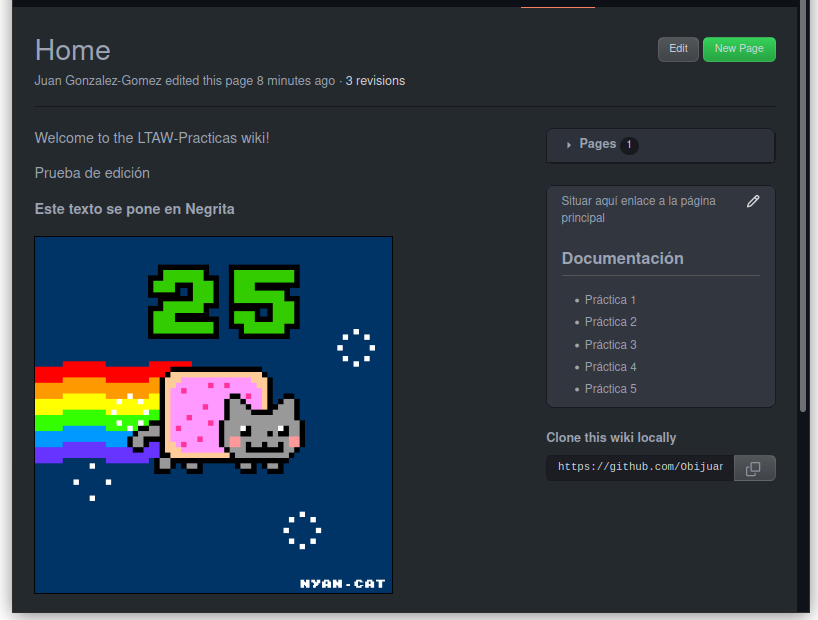 Home
Edit
New Page
Juan Gonzalez-Gomez edited this page 8 minutes ago · 3 revisions
Welcome to the LTAW-Practicas wiki!
Prueba de edición
Este texto se pone en Negrita
25
NYAN-CAT
Pages 1
Situar aquí enlace a la página
principal
Documentación
Práctica 1
Práctica 2
Práctica 3
Práctica 4
Práctica 5
Clone this wiki locally
https://github.com/Obijuar